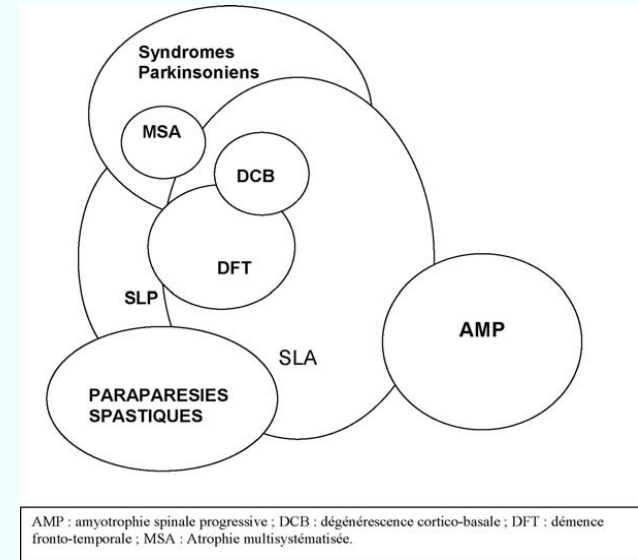 Syndromes
Parkinsoniens
MSA
DCB
DFT
SLP
AMP
SLA
PARAPARESIES
SPASTIQUES
AMP : amyotrophie spinale progressive ; DCB : dégénérescence cortico-basale ; DFT : démence
fronto-temporale ; MSA : Atrophie multisystématisée.